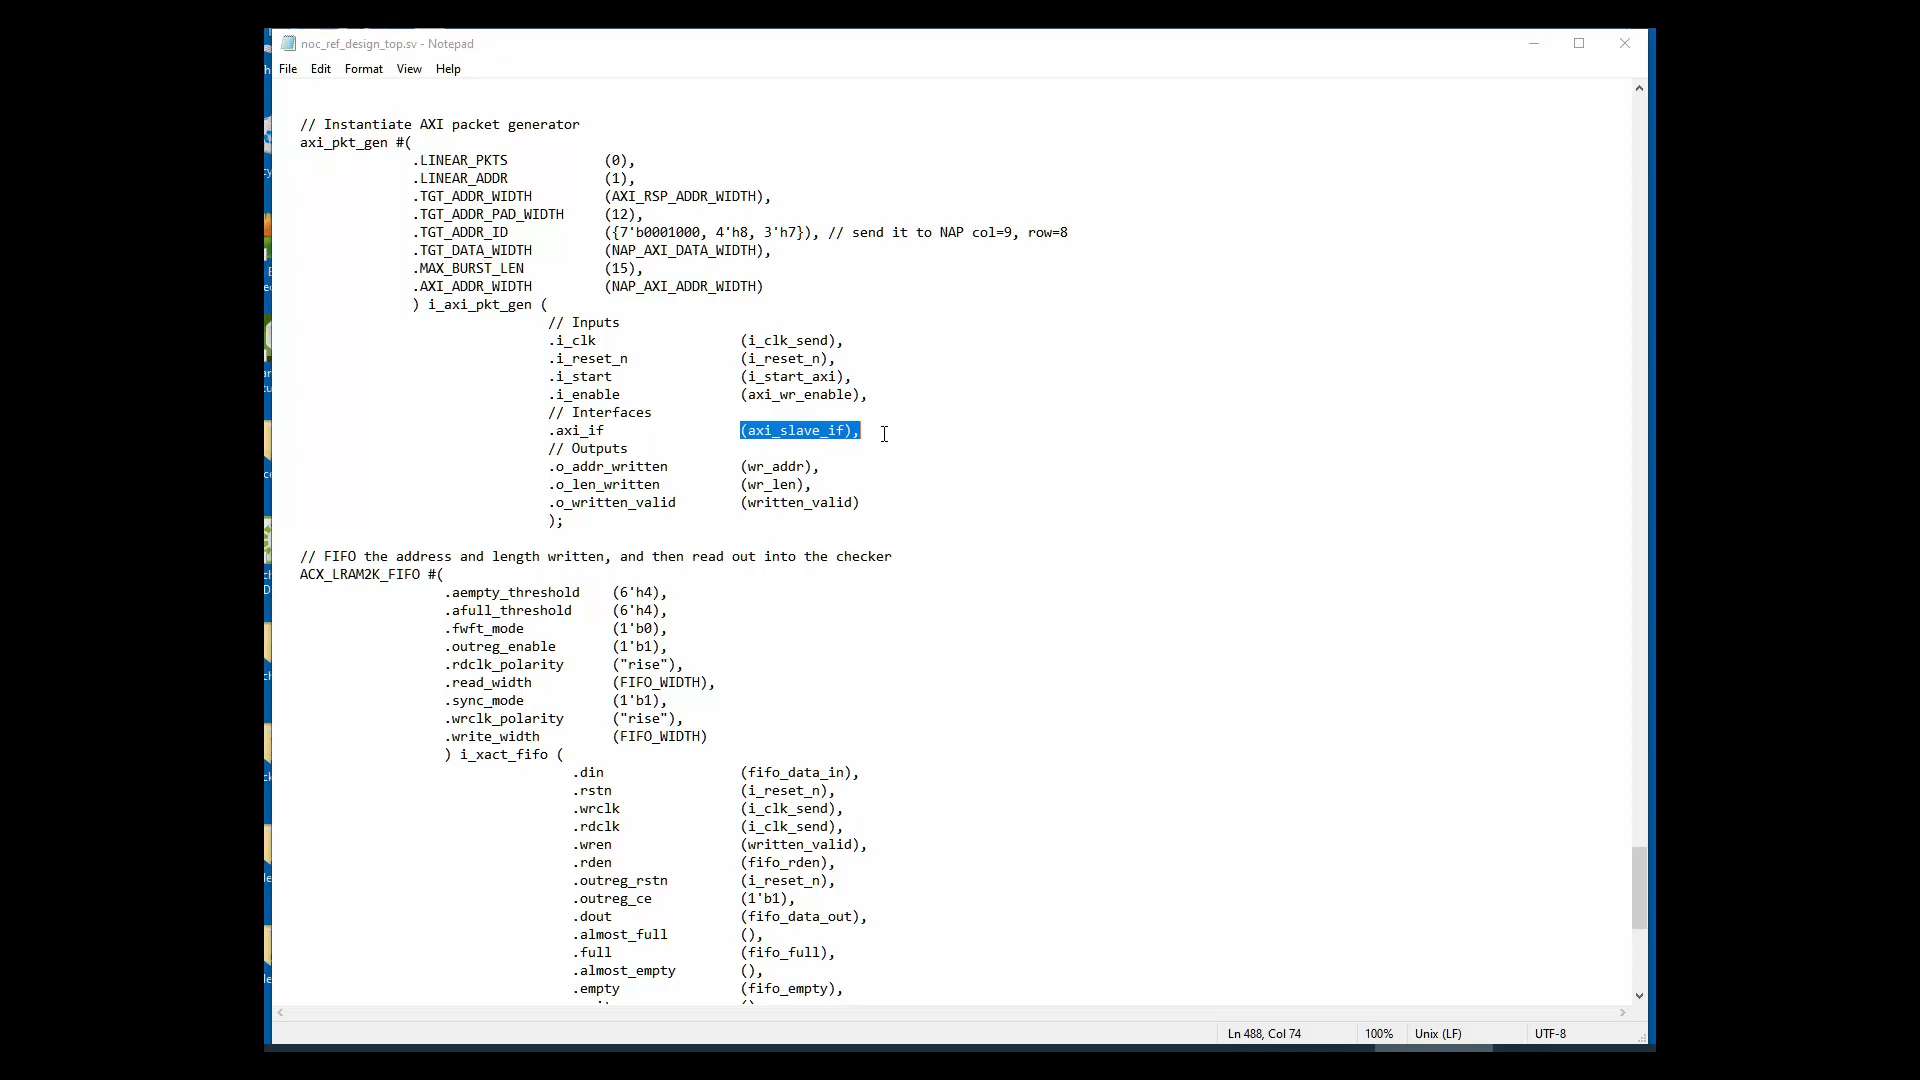 noc_ref_design_top.sv - Notepad
File Edit Format View Help
// Instantiate AXI packet generator
axi_pkt_gen #(
.LINEAR_PKTS (0),
.LINEAR_ADDR (1),
.TGT_ADDR_WIDTH (AXI_RSP_ADDR_WIDTH),
.TGT_ADDR_PAD_WIDTH (12),
.TGT_ADDR_ID ({7'b0001000, 4'h8, 3'h7}), // send it to NAP col=9, row=8
.TGT_DATA_WIDTH (NAP_AXI_DATA_WIDTH),
.MAX_BURST_LEN (15),
.AXI_ADDR_WIDTH (NAP_AXI_ADDR_WIDTH)
) i_axi_pkt_gen (
// Inputs
.i_clk (i_clk_send),
.i_reset_n (i_reset_n),
.i_start (i_start_axi),
.i_enable (axi_wr_enable),
// Interfaces
.axi_if (axi_slave_if),
// Outputs
.o_addr_written (wr_addr),
.o_len_written (wr_len),
.o_written_valid (written_valid)
);
// FIFO the address and length written, and then read out into the checker
ACX_LRAM2K_FIFO #(
.aempty_threshold (6'h4),
.afull_threshold (6'h4),
.fwft_mode (1'b0),
.outreg_enable (1'b1),
.rdclk_polarity ("rise"),
.read_width (FIFO_WIDTH),
.sync_mode (1'b1),
.wrclk_polarity ("rise"),
.write_width (FIFO_WIDTH)
) i_xact_fifo (
.din (fifo_data_in),
.rstn (i_reset_n),
.wrclk (i_clk_send),
.rdclk (i_clk_send),
.wren (written_valid),
.rden (fifo_rden),
.outreg_rstn (i_reset_n),
.outreg_ce (1'b1),
.dout (fifo_data_out),
.almost_full (),
.full (fifo_full),
.almost_empty (),
.empty (fifo_empty),
Ln 488, Col 74 100% Unix (LF) UTF-8